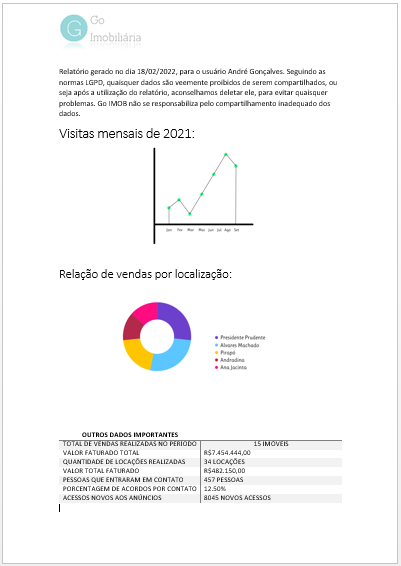 Go
Imobiliária
Relatório gerado no dia 18/02/2022, para o usuário André Gonçalves. Seguindo as
normas LGPD, quaisquer dados são veemente proibidos de serem compartilhados, ou
seja após a utilização do relatório, aconselhamos deletar ele, para evitar quaisquer
problemas. Go IMOB não se responsabiliza pelo compartilhamento inadequado dos
dados.
Visitas mensais de 2021:
Jan Fev Mar Mai Jun Jul Ago Set
Relação de vendas por localização:
Presidente Prudente
Alvares Machado
Pirapó
Andradina
Ana Jacinta
OUTROS DADOS IMPORTANTES
TOTAL DE VENDAS REALIZADAS NO PERÍODO 15 IMÓVEIS
VALOR FATURADO TOTAL R$7.454.444,00
QUANTIDADE DE LOCAÇÕES REALIZADAS 34 LOCAÇÕES
VALOR TOTAL FATURADO R$482.150,00
PESSOAS QUE ENTRARAM EM CONTATO 457 PESSOAS
PORCENTAGEM DE ACORDOS POR CONTATO 12.50%
ACESSOS NOVOS AOS ANÚNCIOS 8045 NOVOS ACESSOS